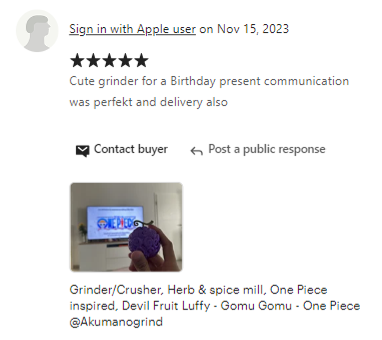 Sign in with Apple user on Nov 15, 2023
Cute grinder for a Birthday present communication
was perfekt and delivery also
Contact buyer
Post a public response
ONE PIECE
Grinder/Crusher, Herb & spice mill, One Piece
inspired, Devil Fruit Luffy - Gomu Gomu - One Piece
@Akumanogrind